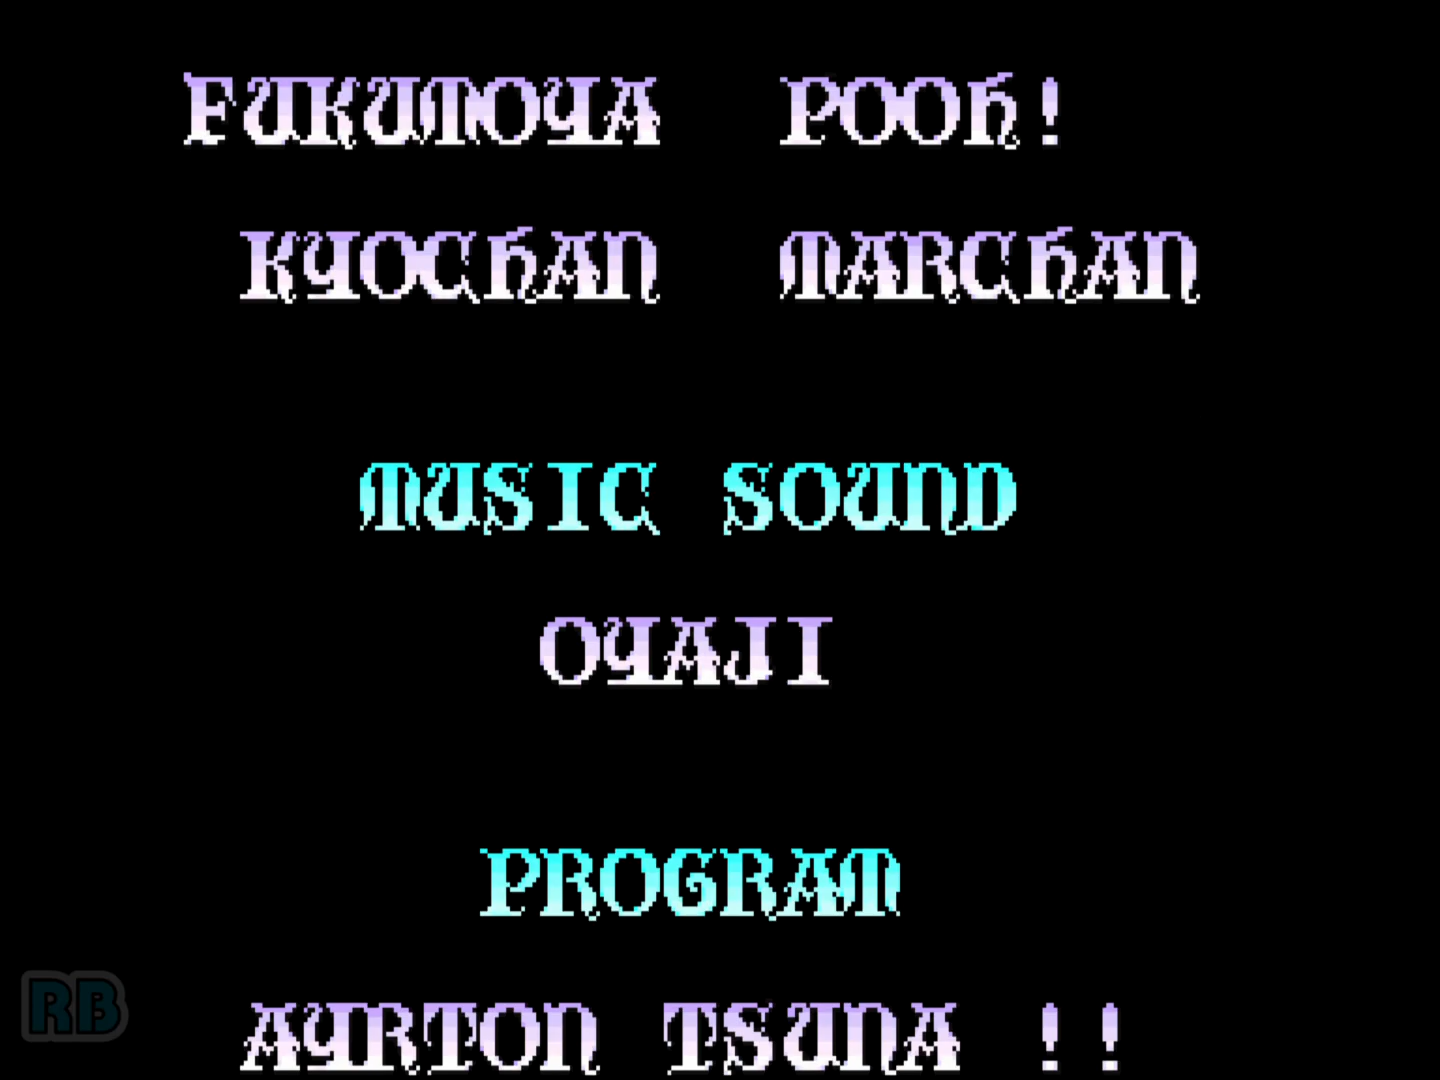 FUKUMOYA POOH!
KYOCHAN MARCHAN
MUSIC SOUND
OYAJI
PROGRAM
AYRTON TSUNA !!
RB